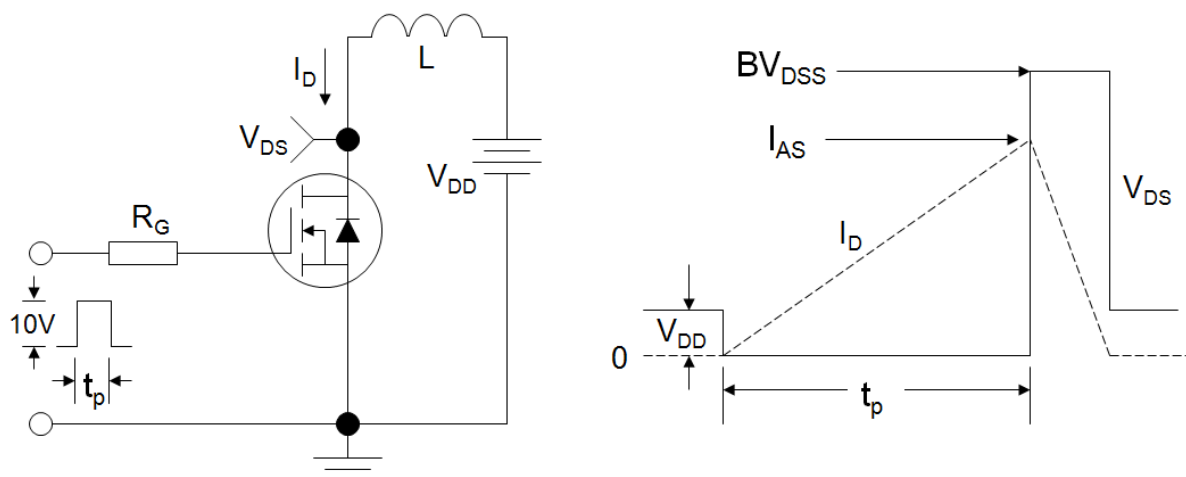 I_D
L
V_DS
V_DD
R_G
10V
t_p
BV_DSS
I_AS
V_DS
I_D
V_DD
0
t_p